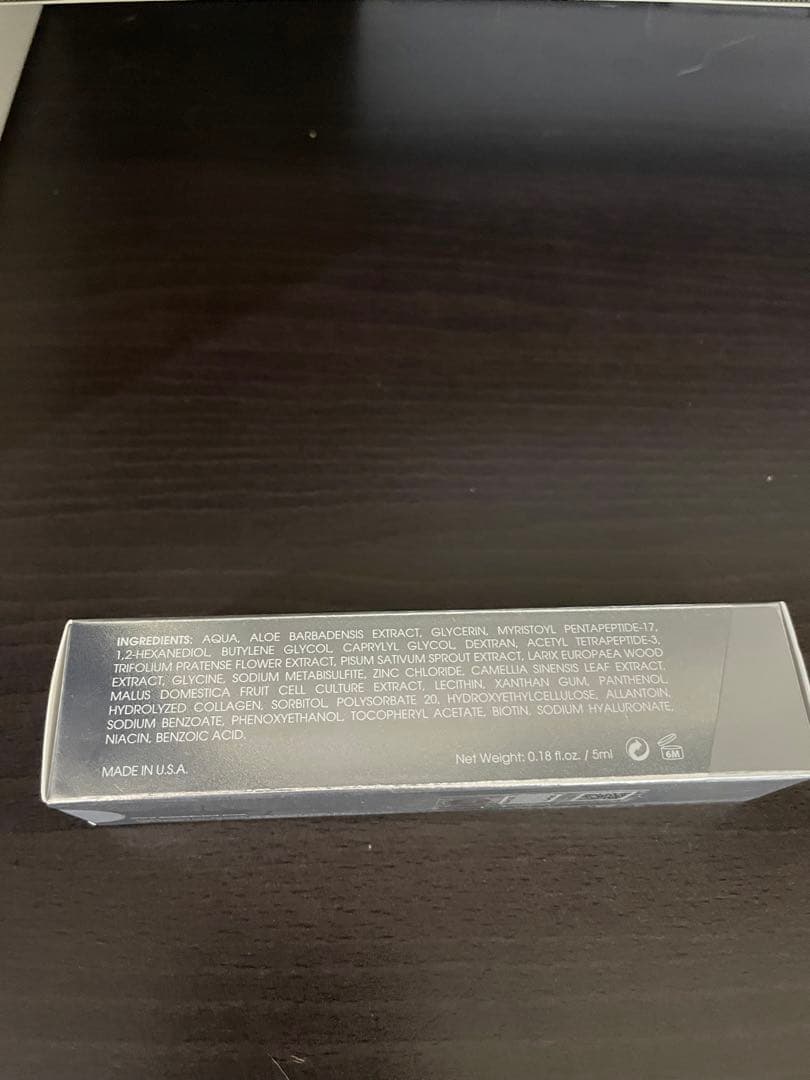 INGREDIENTS: AQUA, ALOE BARBADENSIS EXTRACT, GLYCERIN, MYRISTOYL PENTAPEPTIDE-17,
1,2-HEXANEDIOL, BUTYLENE GLYCOL, CAPRYLYL GLYCOL, DEXTRAN, ACETYL TETRAPEPTIDE-3,
TRIFOLIUM PRATENSE FLOWER EXTRACT, PISUM SATIVUM SPROUT EXTRACT, LARIX EUROPAEA WOOD
EXTRACT, GLYCINE, SODIUM METABISULFITE, ZINC CHLORIDE, CAMELLIA SINENSIS LEAF EXTRACT,
MALUS DOMESTICA FRUIT CELL CULTURE EXTRACT, LECITHIN, XANTHAN GUM, PANTHENOL,
HYDROLYZED COLLAGEN, SORBITOL, POLYSORBATE 20, HYDROXYETHYLCELLULOSE, ALLANTOIN,
SODIUM BENZOATE, PHENOXYETHANOL, TOCOPHERYL ACETATE, BIOTIN, SODIUM HYALURONATE,
NIACIN, BENZOIC ACID.
Net Weight: 0.18 fl.oz. / 5ml
6M
MADE IN U.S.A.